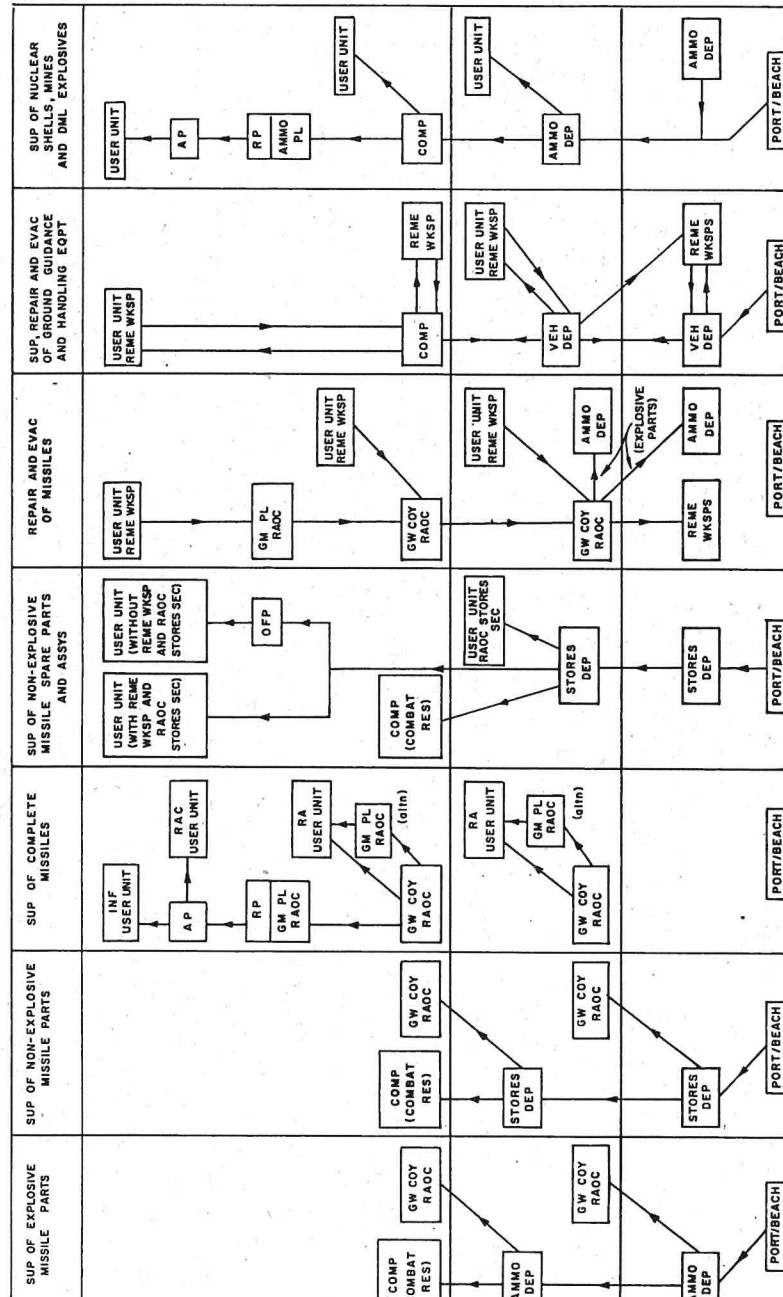 SUP OF EXPLOSIVE
MISSILE PARTS
COMP
OMBAT
RES)
GW COY
RAOC
AMMO
DEP
GW COY
RAOC
AMMO
DEP
PORT/BEACH
SUP OF NON-EXPLOSIVE
MISSILE PARTS
COMP
(COMBAT
RES)
GW COY
RAOC
STORES
DEP
GW COY
RAOC
STORES
DEP
PORT/BEACH
SUP OF COMPLETE
MISSILES
INF
USER UNIT
RAC
USER UNIT
AP
RP
GM PL
RAOC
RA
USER UNIT
GM PL
RAOC
(altn)
GW COY
RAOC
RA
USER UNIT
GM PL
RAOC
(altn)
GW COY
RAOC
PORT/BEACH
SUP OF NON-EXPLOSIVE
MISSILE SPARE PARTS
AND ASSYS
USER UNIT
(WITH REME
WKSP AND
RAOC
STORES SEC)
USER UNIT
(WITHOUT
REME WKSP
AND RAOC
STORES SEC)
OFP
COMP
(COMBAT
RES)
USER UNIT
RAOC STORES
SEC
STORES
DEP
STORES
DEP
PORT/BEACH
REPAIR AND EVAC
OF MISSILES
USER UNIT
REME WKSP
GM PL
RAOC
USER UNIT
REME WKSP
GW COY
RAOC
USER UNIT
REME WKSP
GW COY
RAOC
AMMO
DEP
(EXPLOSIVE
PARTS)
REME
WKSPS
AMMO
DEP
PORT/BEACH
SUP, REPAIR AND EVAC
OF GROUND GUIDANCE
AND HANDLING EQPT
USER UNIT
REME WKSP
COMP
REME
WKSP
USER UNIT
REME WKSP
VEH
DEP
VEH
DEP
REME
WKSPS
PORT/BEACH
SUP OF NUCLEAR
SHELLS, MINES
AND DML EXPLOSIVES
USER UNIT
AP
RP
AMMO
PL
USER UNIT
COMP
USER UNIT
AMMO
DEP
AMMO
DEP
PORT/BEACH